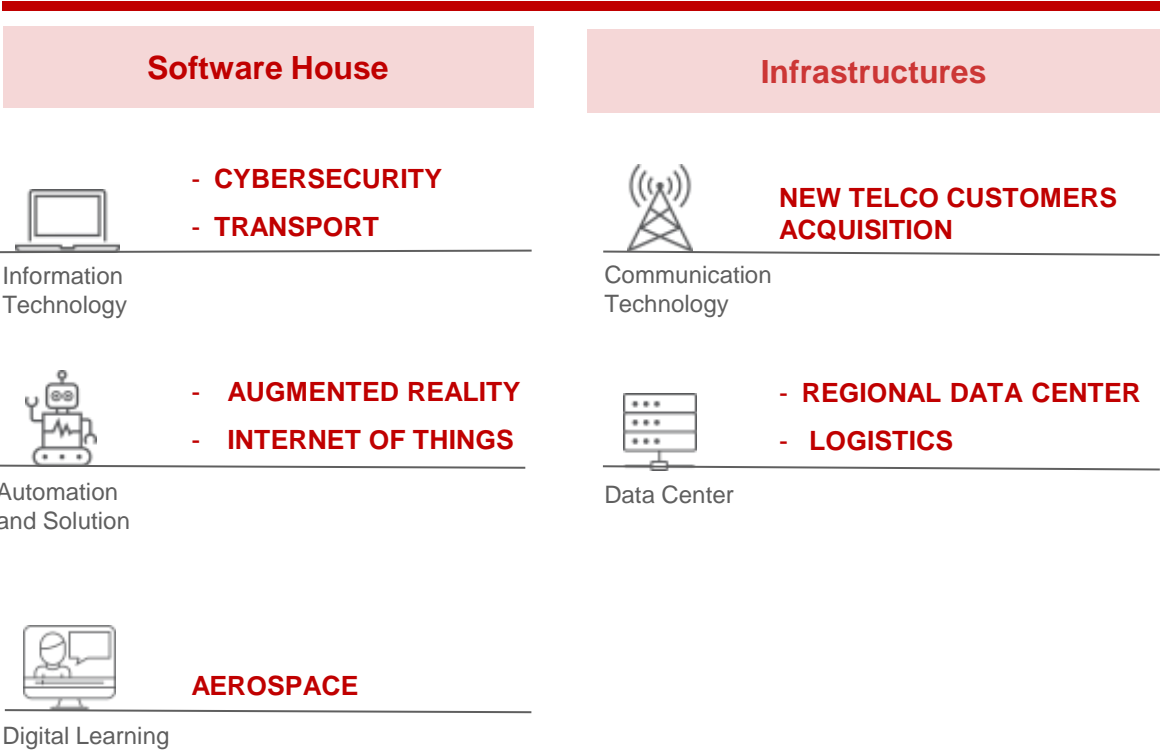 Software House
- CYBERSECURITY
- TRANSPORT
Information
Technology
- AUGMENTED REALITY
- INTERNET OF THINGS
Automation
and Solution
AEROSPACE
Digital Learning
Infrastructures
NEW TELCO CUSTOMERS
ACQUISITION
Communication
Technology
- REGIONAL DATA CENTER
- LOGISTICS
Data Center